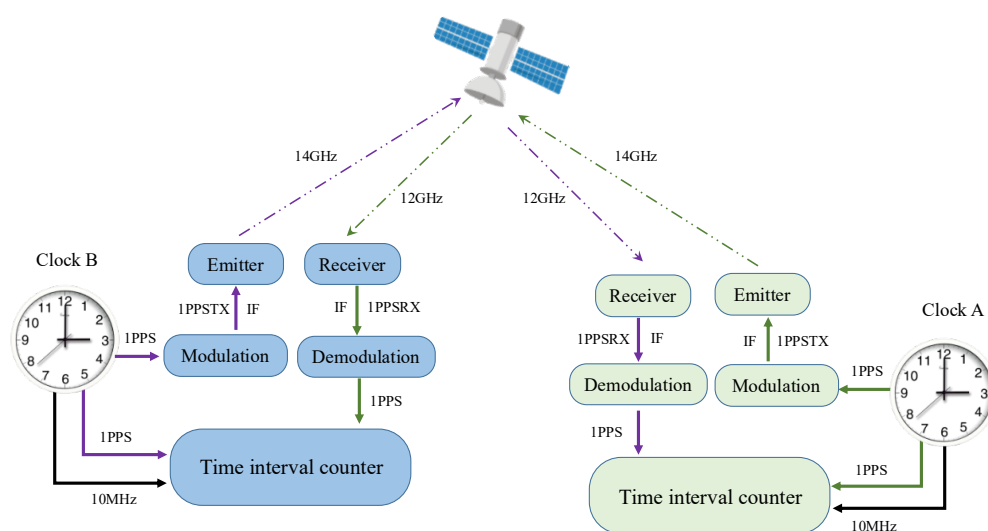 14GHz
14GHz
12GHz
12GHz
Clock B
Emitter
Receiver
1PPSTX
IF
IF
1PPSRX
1PPS
Modulation
Demodulation
1PPS
1PPS
Time interval counter
10MHz
12
1
2
3
4
5
6
7
8
9
10
11
Receiver
Emitter
Clock A
1PPSRX
IF
IF
1PPSTX
Demodulation
Modulation
1PPS
1PPS
Time interval counter
1PPS
10MHz
12
1
2
3
4
5
6
7
8
9
10
11